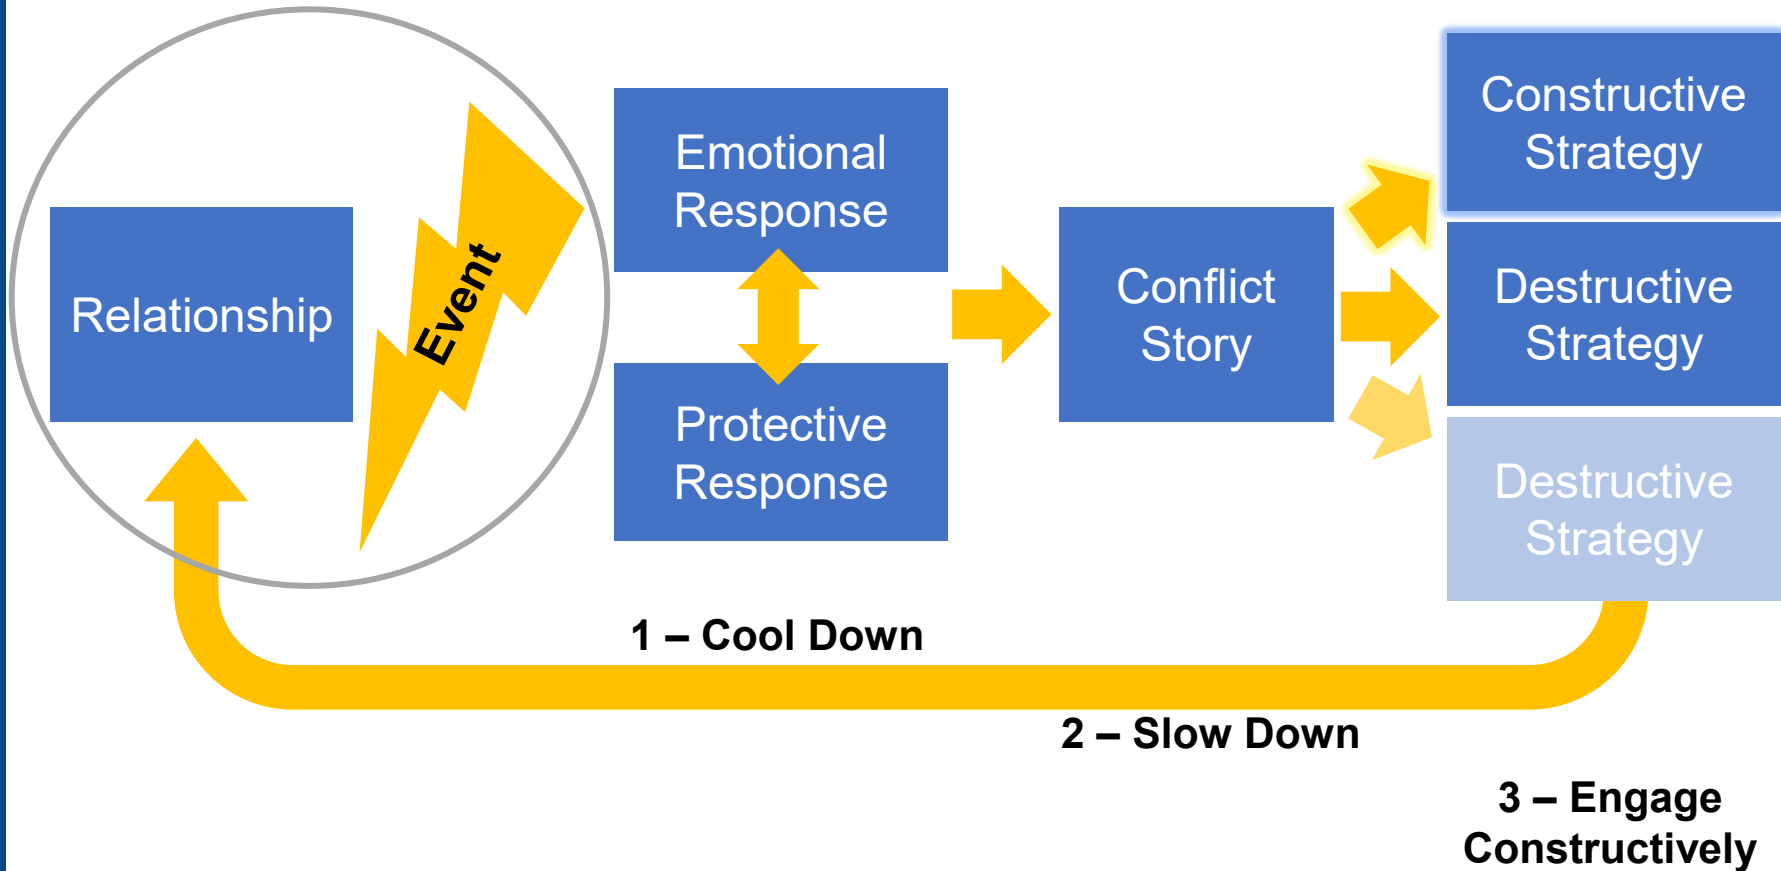 Relationship
Event
Emotional
Response
Protective
Response
Conflict
Story
Constructive
Strategy
Destructive
Strategy
Destructive
Strategy
1 – Cool Down
2 – Slow Down
3 – Engage
Constructively